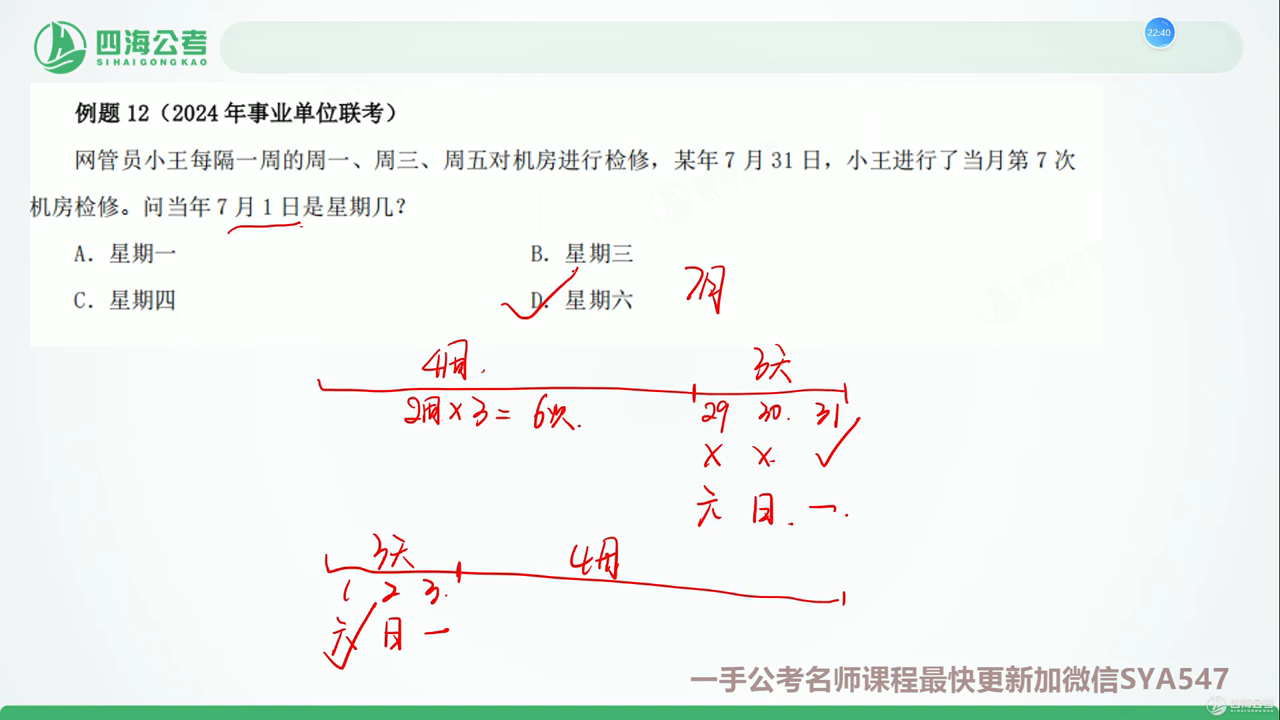 四海公考
SIHAIGONGKAO
22:40
例题 12（2024 年事业单位联考）
网管员小王每隔一周的周一、周三、周五对机房进行检修，某年 7 月 31 日，小王进行了当月第 7 次
机房检修。问当年 7 月 1 日是星期几？
A．星期一
B．星期三
C．星期四
D．星期六
7月
4周.
3天
2周×3=6次.
29 30. 31
× ×. ✓
六 日. 一.
3天
4周
1 2 3.
六 日 一
一手公考名师课程最快更新加微信SYA547
四海公考